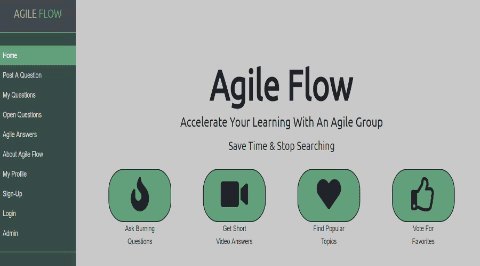 AGILE FLOW
Home
Post A Question
My Questions
Open Questions
Agile Answers
About Agile Flow
My Profile
Sign-Up
Login
Admin
Agile Flow
Accelerate Your Learning With An Agile Group
Save Time & Stop Searching
Ask Burning
Questions
Get Short
Video Answers
Find Popular
Topics
Vote For
Favorites